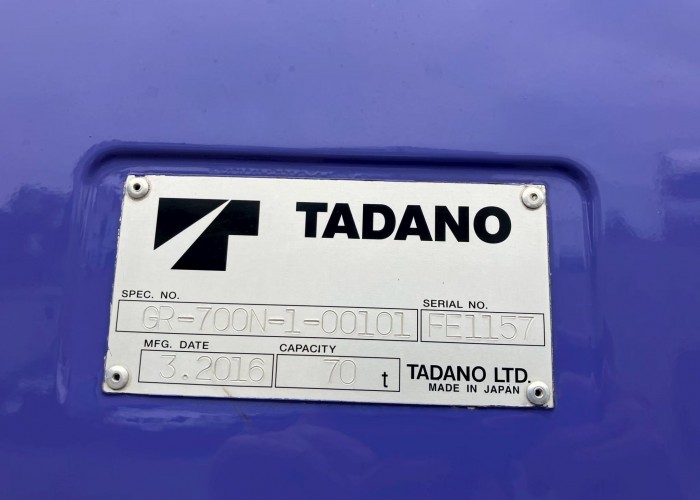 TADANO
SPEC. NO.
GR-700N-1-00101
SERIAL NO.
FE1157
MFG. DATE
3.2016
CAPACITY
70 t
TADANO LTD.
MADE IN JAPAN